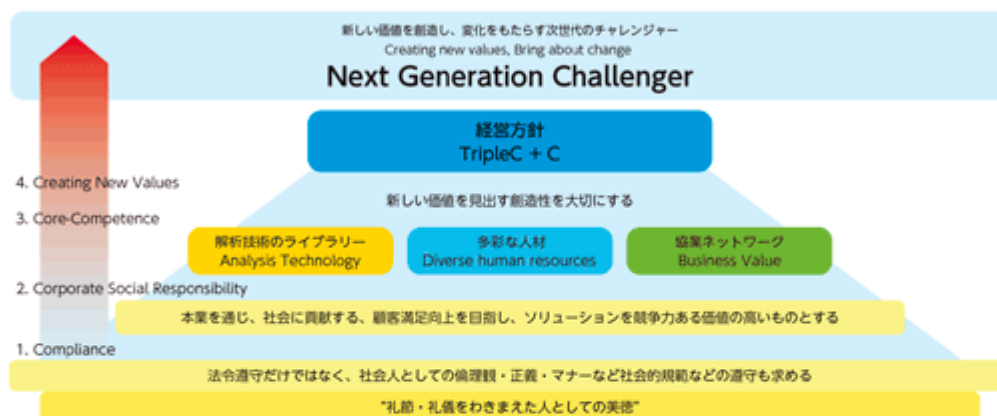 新しい価値を創造し、変化をもたらす次世代のチャレンジャー
Creating new values, Bring about change
Next Generation Challenger
経営方針
TripleC + C
4. Creating New Values
新しい価値を見出す創造性を大切にする
3. Core-Competence
解析技術のライブラリー
Analysis Technology
多彩な人材
Diverse human resources
協業ネットワーク
Business Value
2. Corporate Social Responsibility
本業を通じ、社会に貢献する、顧客満足向上を目指し、ソリューションを競争力ある価値の高いものとする
1. Compliance
法令遵守だけではなく、社会人としての倫理観・正義・マナーなど社会的規範などの遵守も求める
"礼節・礼儀をわきまえた人としての美徳"